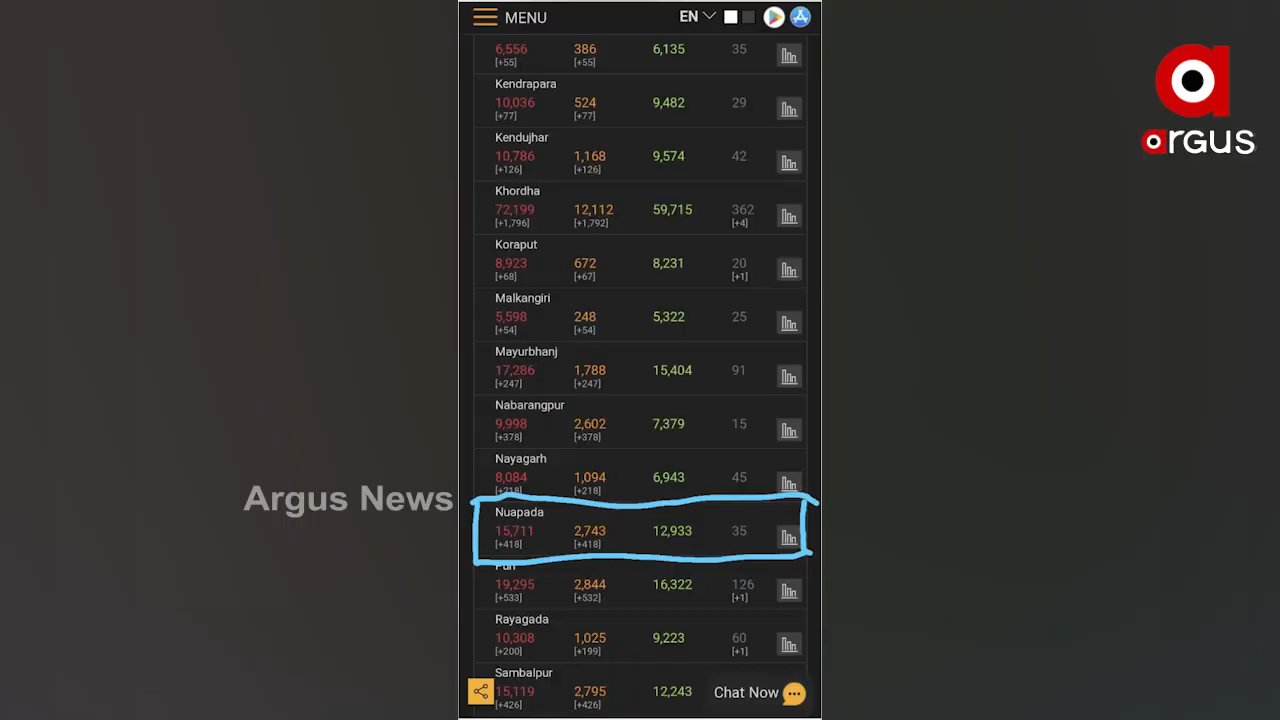 MENU EN
argus
6,556 386 6,135 35
[+55] [+55]
Kendrapara
10,036 524 9,482 29
[+77] [+77]
Kendujhar
10,786 1,168 9,574 42
[+126] [+126]
Khordha
72,199 12,112 59,715 362
[+1,796] [+1,792] [+4]
Koraput
8,923 672 8,231 20
[+68] [+67] [+1]
Malkangiri
5,598 248 5,322 25
[+54] [+54]
Mayurbhanj
17,286 1,788 15,404 91
[+247] [+247]
Nabarangpur
9,998 2,602 7,379 15
[+378] [+378]
Nayagarh
8,084 1,094 6,943 45
[+218] [+218]
Argus News
Nuapada
15,711 2,743 12,933 35
[+418] [+418]
Puri
19,295 2,844 16,322 126
[+533] [+532] [+1]
Rayagada
10,308 1,025 9,223 60
[+200] [+199] [+1]
Sambalpur
15,119 2,795 12,243
[+426] [+426]
Chat Now